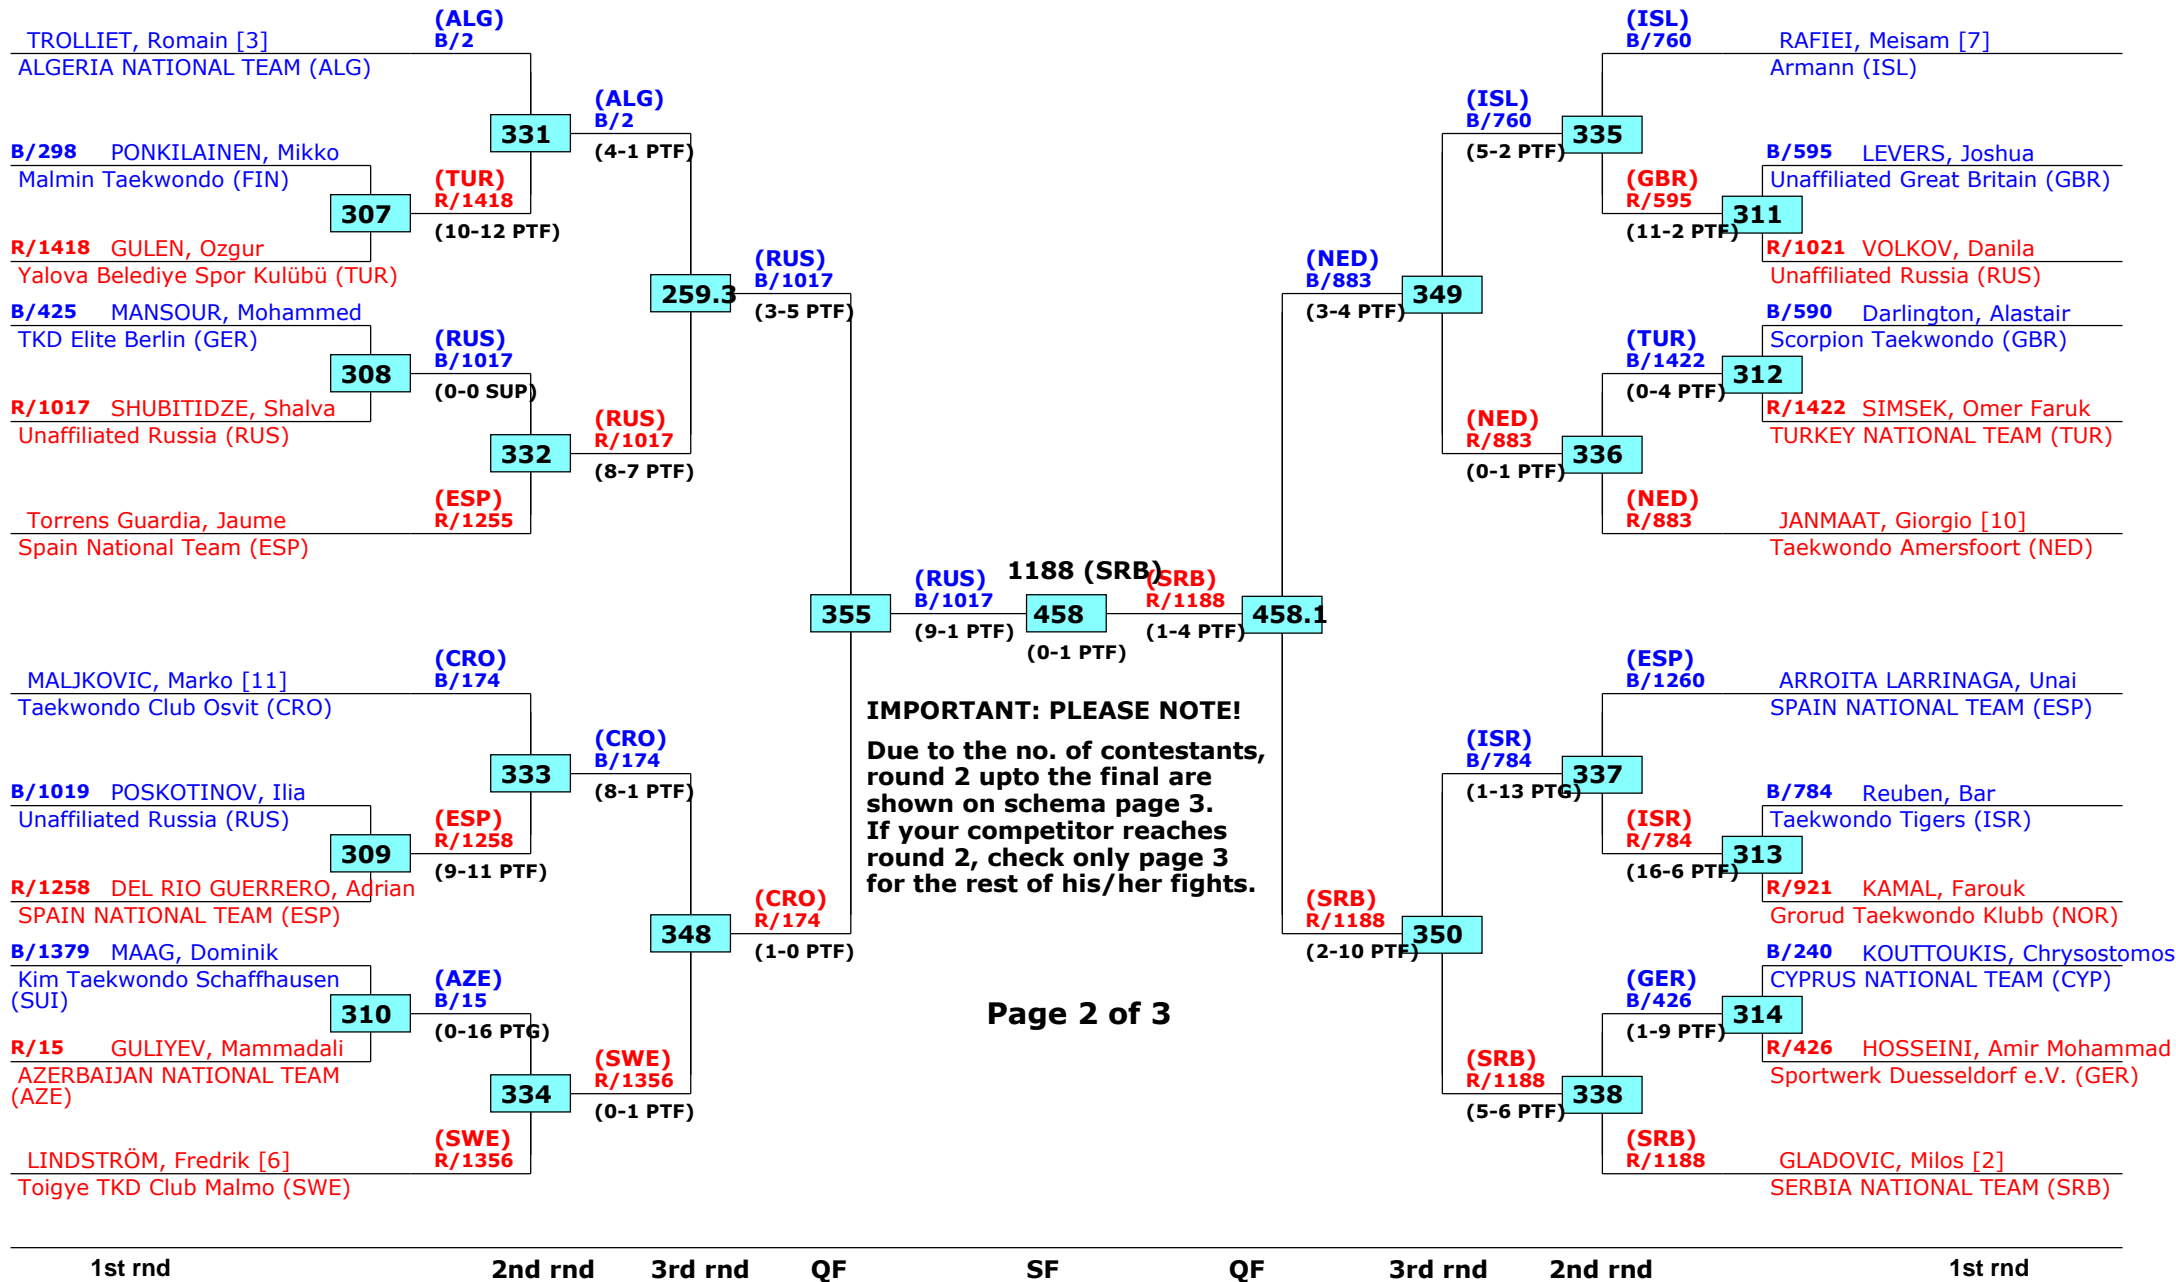 (ALG)
TROLLIET, Romain [3] B/2
ALGERIA NATIONAL TEAM (ALG)
331
(ALG)
B/2
(4-1 PTF)
B/298 PONKILAINEN, Mikko
Malmin Taekwondo (FIN)
307
(TUR)
R/1418
(10-12 PTF)
R/1418 GULEN, Ozgur
Yalova Belediye Spor Kulübü (TUR)
259.3
(RUS)
B/1017
(3-5 PTF)
B/425 MANSOUR, Mohammed
TKD Elite Berlin (GER)
308
(RUS)
B/1017
(0-0 SUP)
R/1017 SHUBITIDZE, Shalva
Unaffiliated Russia (RUS)
332
(RUS)
R/1017
(8-7 PTF)
(ESP)
Torrens Guardia, Jaume R/1255
Spain National Team (ESP)
355
(RUS)
B/1017
(9-1 PTF)
(CRO)
MALJKOVIC, Marko [11] B/174
Taekwondo Club Osvit (CRO)
333
(CRO)
B/174
(8-1 PTF)
B/1019 POSKOTINOV, Ilia
Unaffiliated Russia (RUS)
309
(ESP)
R/1258
(9-11 PTF)
R/1258 DEL RIO GUERRERO, Adrian
SPAIN NATIONAL TEAM (ESP)
348
(CRO)
R/174
(1-0 PTF)
B/1379 MAAG, Dominik
Kim Taekwondo Schaffhausen
(SUI)
310
(AZE)
B/15
(0-16 PTG)
R/15 GULIYEV, Mammadali
AZERBAIJAN NATIONAL TEAM
(AZE)
334
(SWE)
R/1356
(0-1 PTF)
(SWE)
LINDSTRÖM, Fredrik [6] R/1356
Toigye TKD Club Malmo (SWE)
1188 (SRB)
458
(0-1 PTF)
IMPORTANT: PLEASE NOTE!
Due to the no. of contestants,
round 2 upto the final are
shown on schema page 3.
If your competitor reaches
round 2, check only page 3
for the rest of his/her fights.
Page 2 of 3
(SRB)
R/1188
(1-4 PTF)
458.1
(ISL)
B/760 RAFIEI, Meisam [7]
Armann (ISL)
(ISL)
B/760
(5-2 PTF)
335
B/595 LEVERS, Joshua
Unaffiliated Great Britain (GBR)
(GBR)
R/595
(11-2 PTF)
311
R/1021 VOLKOV, Danila
Unaffiliated Russia (RUS)
(NED)
B/883
(3-4 PTF)
349
B/590 Darlington, Alastair
Scorpion Taekwondo (GBR)
(TUR)
B/1422
(0-4 PTF)
312
R/1422 SIMSEK, Omer Faruk
TURKEY NATIONAL TEAM (TUR)
(NED)
R/883
(0-1 PTF)
336
(NED)
R/883 JANMAAT, Giorgio [10]
Taekwondo Amersfoort (NED)
(ESP)
B/1260 ARROITA LARRINAGA, Unai
SPAIN NATIONAL TEAM (ESP)
(ISR)
B/784
(1-13 PTG)
337
B/784 Reuben, Bar
Taekwondo Tigers (ISR)
(ISR)
R/784
(16-6 PTF)
313
R/921 KAMAL, Farouk
Grorud Taekwondo Klubb (NOR)
(SRB)
R/1188
(2-10 PTF)
350
B/240 KOUTTOUKIS, Chrysostomos
CYPRUS NATIONAL TEAM (CYP)
(GER)
B/426
(1-9 PTF)
314
R/426 HOSSEINI, Amir Mohammad
Sportwerk Duesseldorf e.V. (GER)
(SRB)
R/1188
(5-6 PTF)
338
(SRB)
R/1188 GLADOVIC, Milos [2]
SERBIA NATIONAL TEAM (SRB)
1st rnd 2nd rnd 3rd rnd QF SF QF 3rd rnd 2nd rnd 1st rnd